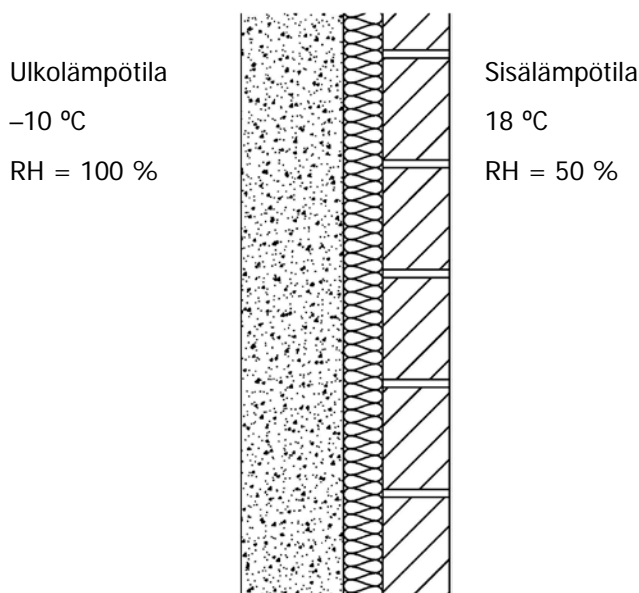 Ulkolämpötila
–10 ºC
RH = 100 %
Sisälämpötila
18 ºC
RH = 50 %